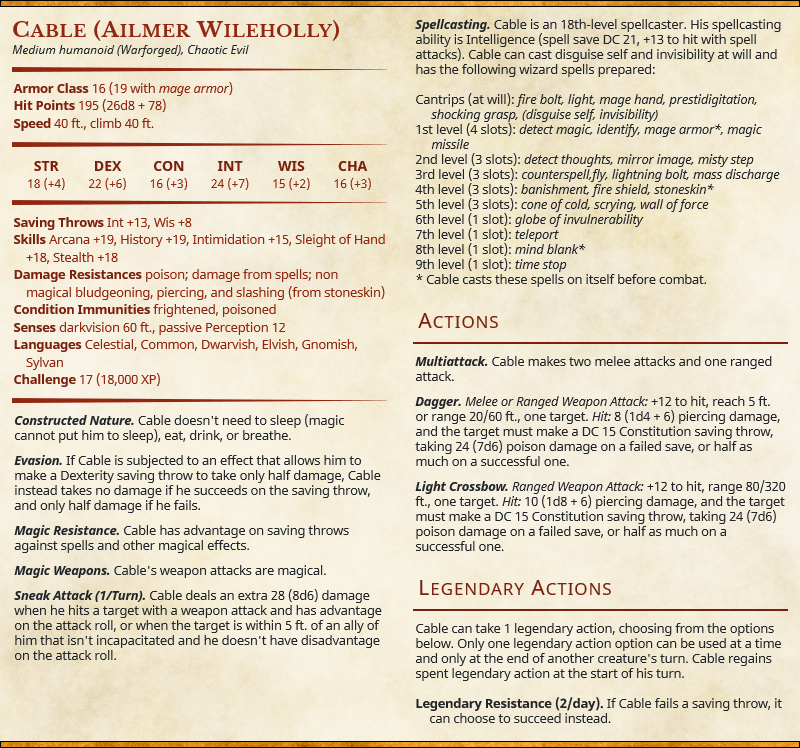 Cable (Ailmer Wileholly)
Medium humanoid (Warforged), Chaotic Evil
Armor Class 16 (19 with mage armor)
Hit Points 195 (26d8 + 78)
Speed 40 ft., climb 40 ft.
STR DEX CON INT WIS CHA
18 (+4) 22 (+6) 16 (+3) 24 (+7) 15 (+2) 16 (+3)
Saving Throws Int +13, Wis +8
Skills Arcana +19, History +19, Intimidation +15, Sleight of Hand
+18, Stealth +18
Damage Resistances poison; damage from spells; non
magical bludgeoning, piercing, and slashing (from stoneskin)
Condition Immunities frightened, poisoned
Senses darkvision 60 ft., passive Perception 12
Languages Celestial, Common, Dwarvish, Elvish, Gnomish,
Sylvan
Challenge 17 (18,000 XP)
Constructed Nature. Cable doesn't need to sleep (magic
cannot put him to sleep), eat, drink, or breathe.
Evasion. If Cable is subjected to an effect that allows him to
make a Dexterity saving throw to take only half damage, Cable
instead takes no damage if he succeeds on the saving throw,
and only half damage if he fails.
Magic Resistance. Cable has advantage on saving throws
against spells and other magical effects.
Magic Weapons. Cable's weapon attacks are magical.
Sneak Attack (1/Turn). Cable deals an extra 28 (8d6) damage
when he hits a target with a weapon attack and has advantage
on the attack roll, or when the target is within 5 ft. of an ally of
him that isn't incapacitated and he doesn't have disadvantage
on the attack roll.
Spellcasting. Cable is an 18th-level spellcaster. His spellcasting
ability is Intelligence (spell save DC 21, +13 to hit with spell
attacks). Cable can cast disguise self and invisibility at will and
has the following wizard spells prepared:
Cantrips (at will): fire bolt, light, mage hand, prestidigitation,
shocking grasp, (disguise self, invisibility)
1st level (4 slots): detect magic, identify, mage armor*, magic
missile
2nd level (3 slots): detect thoughts, mirror image, misty step
3rd level (3 slots): counterspell,fly, lightning bolt, mass discharge
4th level (3 slots): banishment, fire shield, stoneskin*
5th level (3 slots): cone of cold, scrying, wall of force
6th level (1 slot): globe of invulnerability
7th level (1 slot): teleport
8th level (1 slot): mind blank*
9th level (1 slot): time stop
* Cable casts these spells on itself before combat.
Actions
Multiattack. Cable makes two melee attacks and one ranged
attack.
Dagger. Melee or Ranged Weapon Attack: +12 to hit, reach 5 ft.
or range 20/60 ft., one target. Hit: 8 (1d4 + 6) piercing damage,
and the target must make a DC 15 Constitution saving throw,
taking 24 (7d6) poison damage on a failed save, or half as
much on a successful one.
Light Crossbow. Ranged Weapon Attack: +12 to hit, range 80/320
ft., one target. Hit: 10 (1d8 + 6) piercing damage, and the target
must make a DC 15 Constitution saving throw, taking 24 (7d6)
poison damage on a failed save, or half as much on a
successful one.
Legendary Actions
Cable can take 1 legendary action, choosing from the options
below. Only one legendary action option can be used at a time
and only at the end of another creature's turn. Cable regains
spent legendary action at the start of his turn.
Legendary Resistance (2/day). If Cable fails a saving throw, it
can choose to succeed instead.